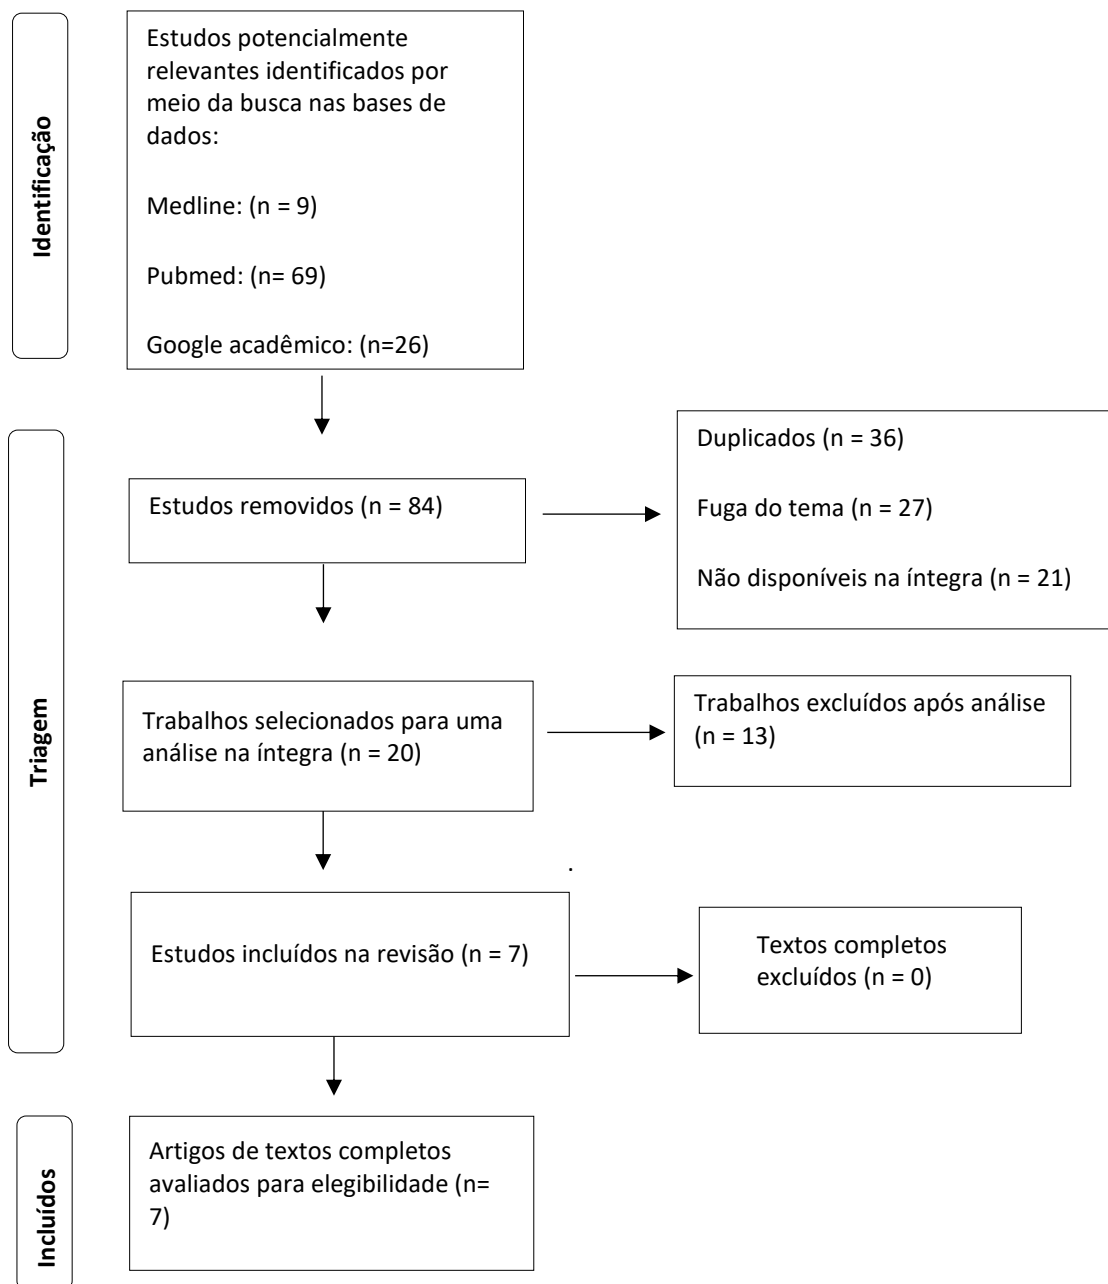 Identificação
Estudos potencialmente
relevantes identificados por
meio da busca nas bases de
dados:
Medline: (n = 9)
Pubmed: (n= 69)
Google acadêmico: (n=26)
Triagem
Estudos removidos (n = 84)
Duplicados (n = 36)
Fuga do tema (n = 27)
Não disponíveis na íntegra (n = 21)
Trabalhos selecionados para uma
análise na íntegra (n = 20)
Trabalhos excluídos após análise
(n = 13)
.
Estudos incluídos na revisão (n = 7)
Textos completos
excluídos (n = 0)
Incluídos
Artigos de textos completos
avaliados para elegibilidade (n=
7)